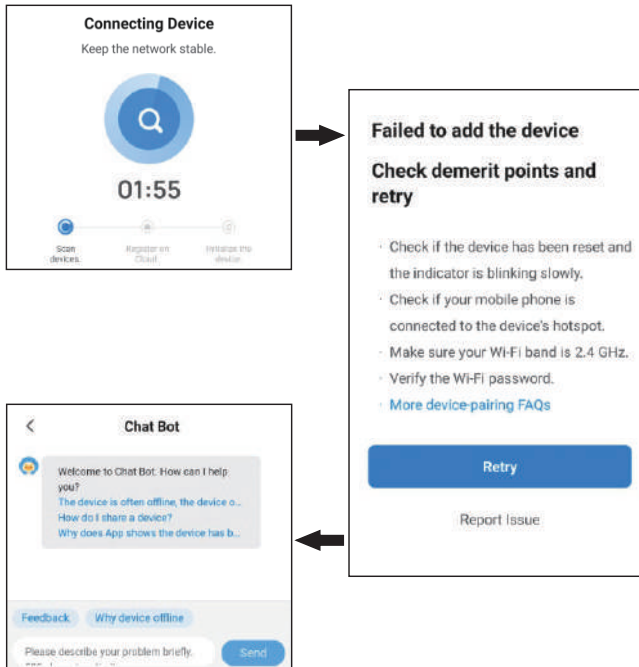 Connecting Device
Keep the network stable.
01:55
Scan
devices.
Register on
Cloud
Initialize the
device.
Failed to add the device
Check demerit points and
retry
· Check if the device has been reset and
the indicator is blinking slowly.
· Check if your mobile phone is
connected to the device's hotspot.
· Make sure your Wi-Fi band is 2.4 GHz.
· Verify the Wi-Fi password.
· More device-pairing FAQs
Retry
Report Issue
Chat Bot
Welcome to Chat Bot. How can I help
you?
The device is often offline, the device o...
How do I share a device?
Why does App shows the device has b...
Feedback
Why device offline
Please describe your problem briefly.
Send